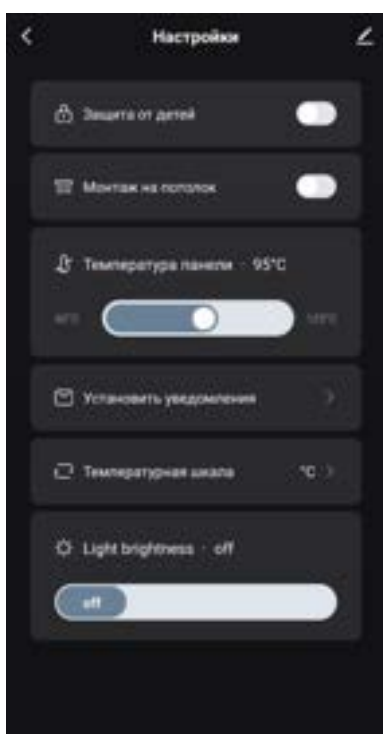 Настройки
Защита от детей
Монтаж на потолок
Температура панели · 95°C
Установить уведомления
Температурная шкала °C
Light brightness · off
off